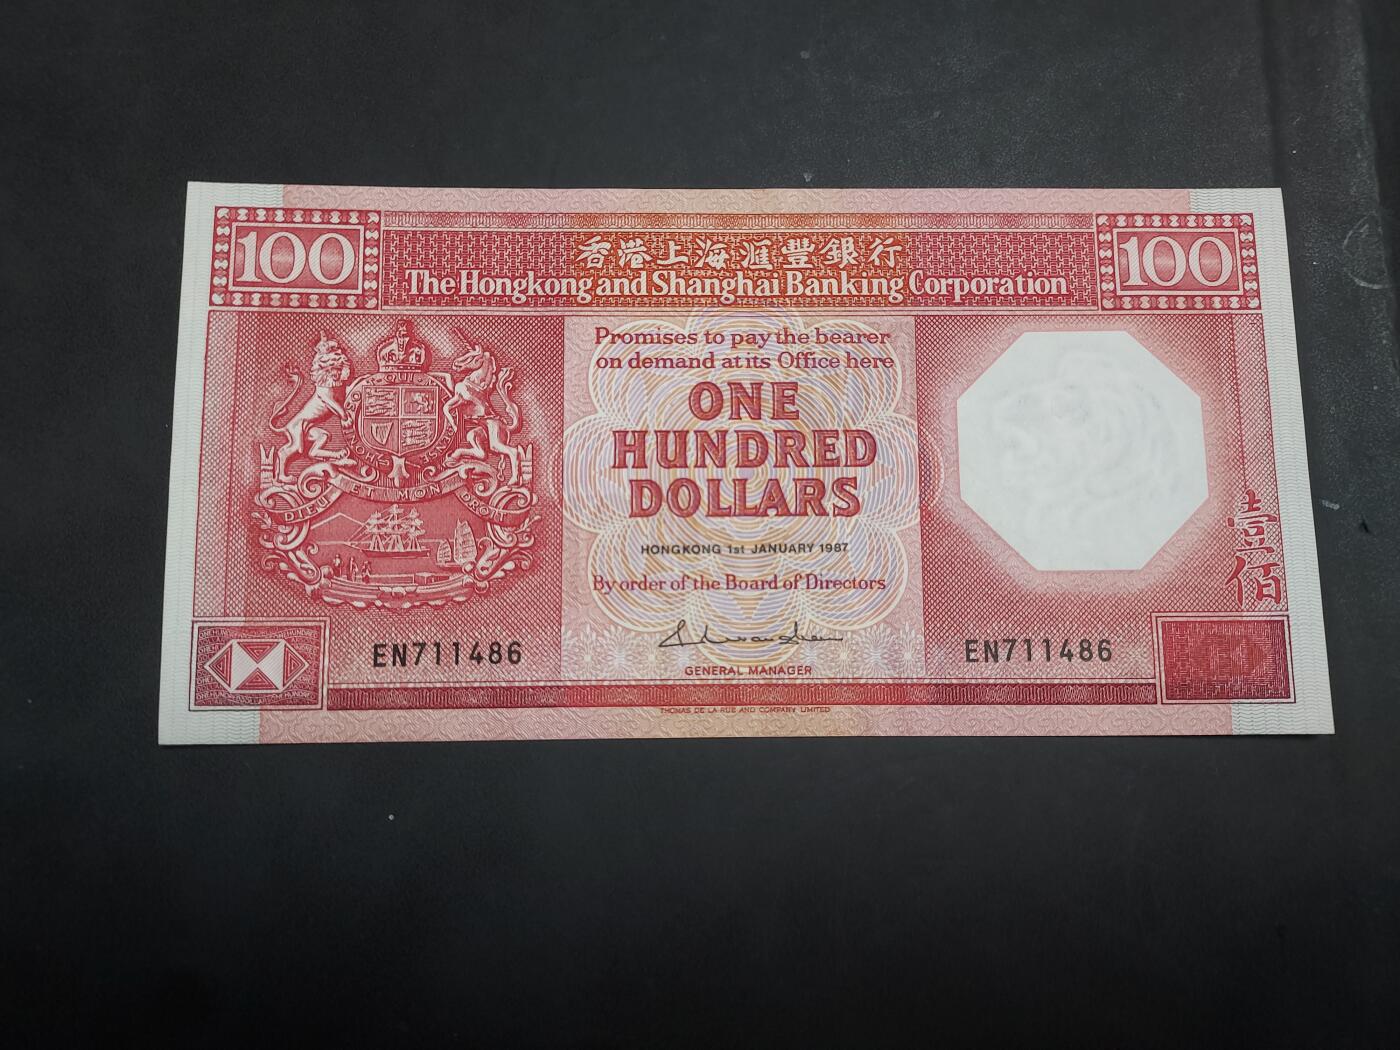 100
香港上海滙豐銀行
100
The Hongkong and Shanghai Banking Corporation
Promises to pay the bearer
on demand at its Office here
ONE
HUNDRED
DOLLARS
HONGKONG 1st JANUARY 1987
By order of the Board of Directors
GENERAL MANAGER
EN711486
EN711486
DIEU ET MON DROIT
壹佰
THOMAS DE LA RUE AND COMPANY LIMITED